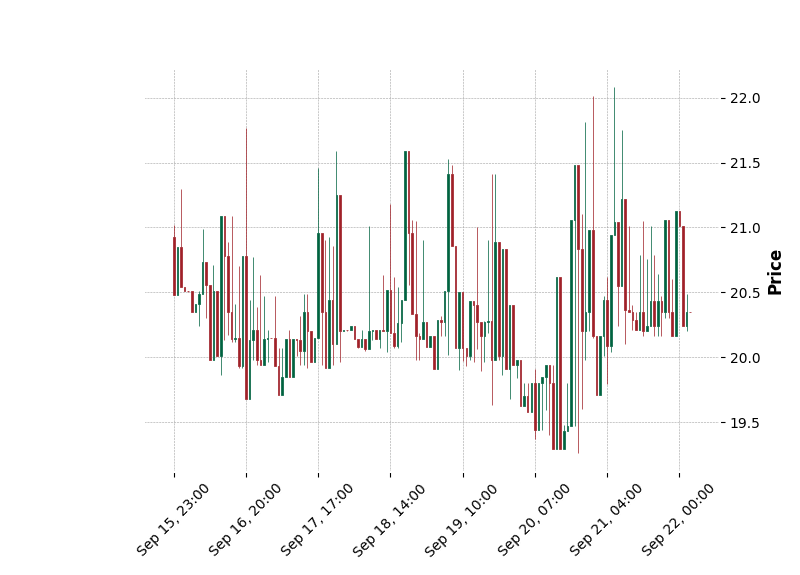 22.0
21.5
21.0
20.5
20.0
19.5
Price
Sep 15, 23:00
Sep 16, 20:00
Sep 17, 17:00
Sep 18, 14:00
Sep 19, 10:00
Sep 20, 07:00
Sep 21, 04:00
Sep 22, 00:00